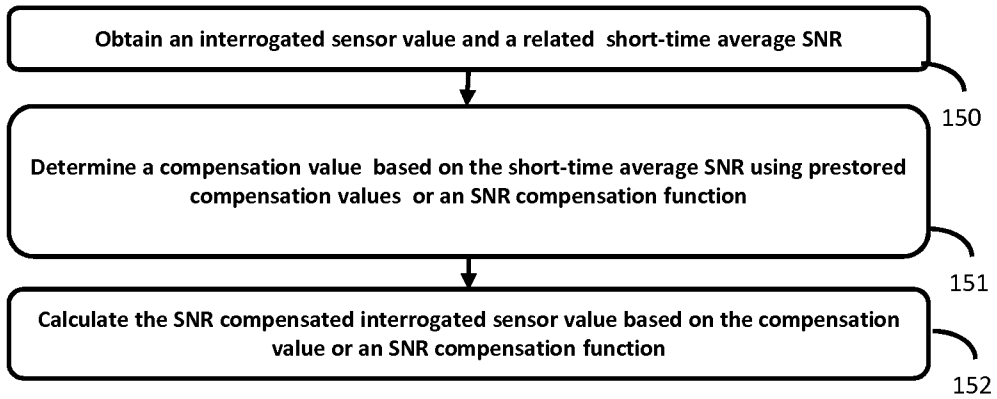 Obtain an interrogated sensor value and a related short-time average SNR
150
Determine a compensation value based on the short-time average SNR using prestored
compensation values or an SNR compensation function
151
Calculate the SNR compensated interrogated sensor value based on the compensation
value or an SNR compensation function
152